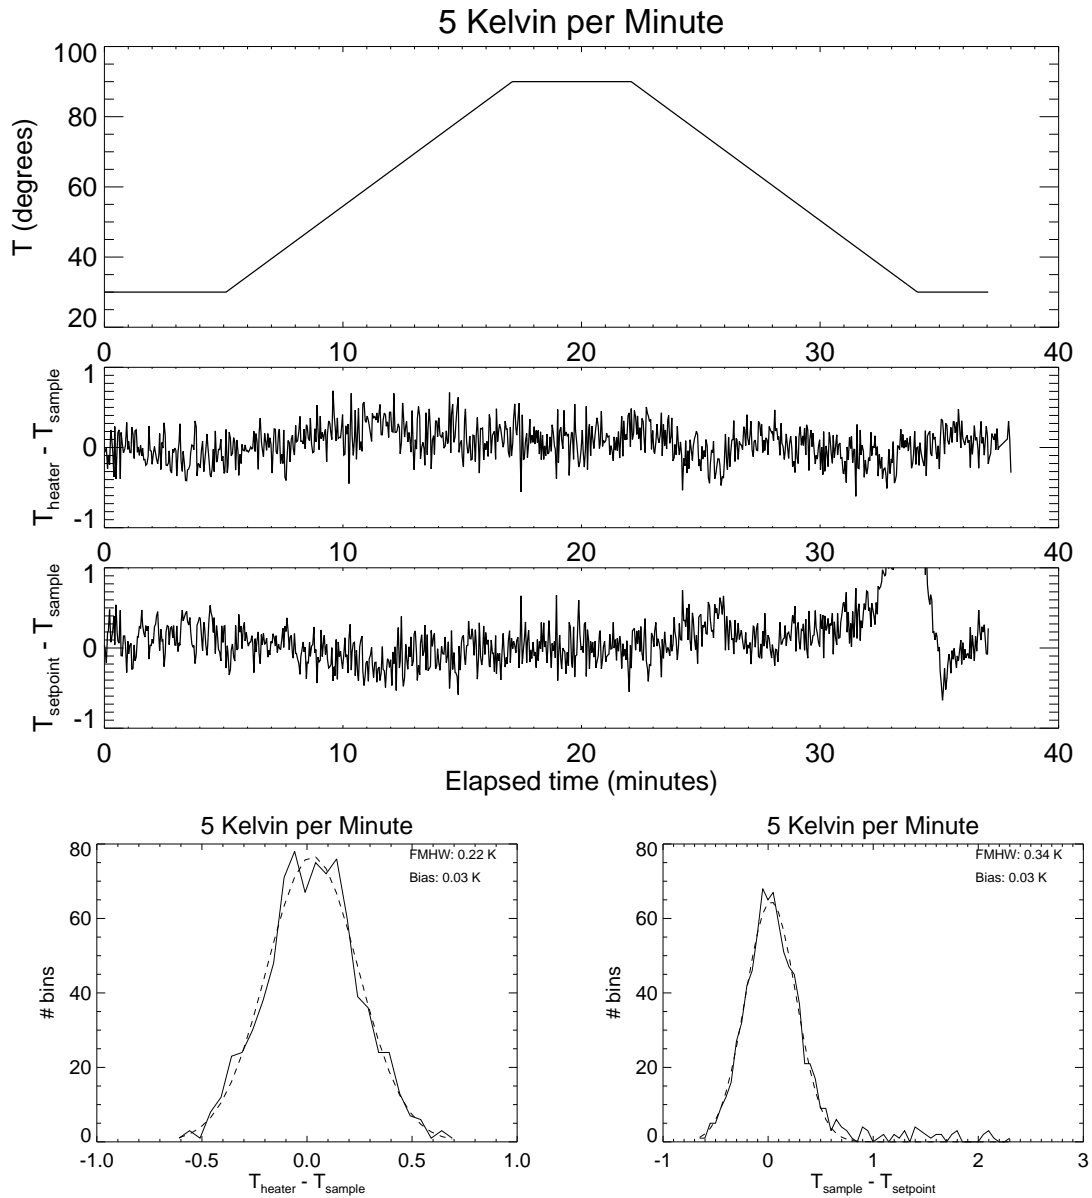 5 Kelvin per Minute
100
80
60
40
20
T (degrees)
0 10 20 30 40
1
0
-1
T_heater - T_sample
0 10 20 30 40
1
0
-1
T_setpoint - T_sample
0 10 20 30 40
Elapsed time (minutes)
5 Kelvin per Minute
80
60
40
20
0
# bins
FMHW: 0.22 K
Bias: 0.03 K
-1.0 -0.5 0.0 0.5 1.0
T_heater - T_sample
5 Kelvin per Minute
80
60
40
20
0
# bins
FMHW: 0.34 K
Bias: 0.03 K
-1 0 1 2 3
T_sample - T_setpoint